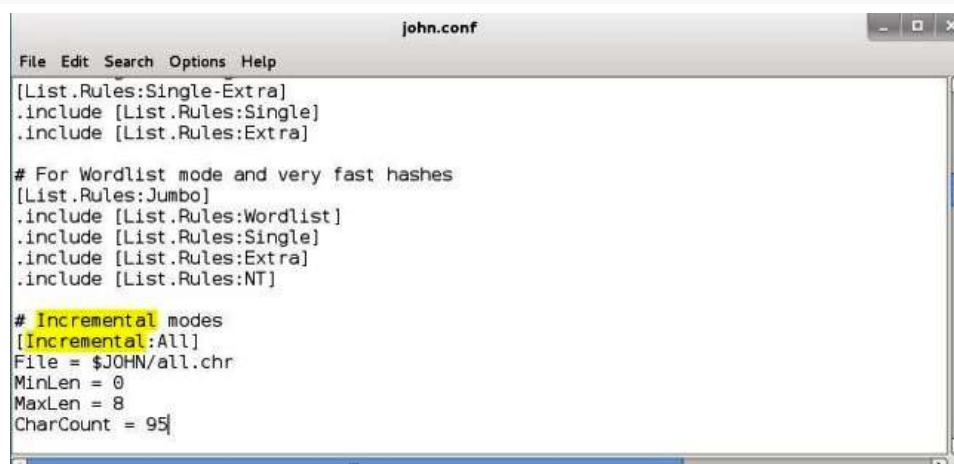 john.conf
File Edit Search Options Help
[List.Rules:Single-Extra]
.include [List.Rules:Single]
.include [List.Rules:Extra]
# For Wordlist mode and very fast hashes
[List.Rules:Jumbo]
.include [List.Rules:Wordlist]
.include [List.Rules:Single]
.include [List.Rules:Extra]
.include [List.Rules:NT]
# Incremental modes
[Incremental:All]
File = $JOHN/all.chr
MinLen = 0
MaxLen = 8
CharCount = 95